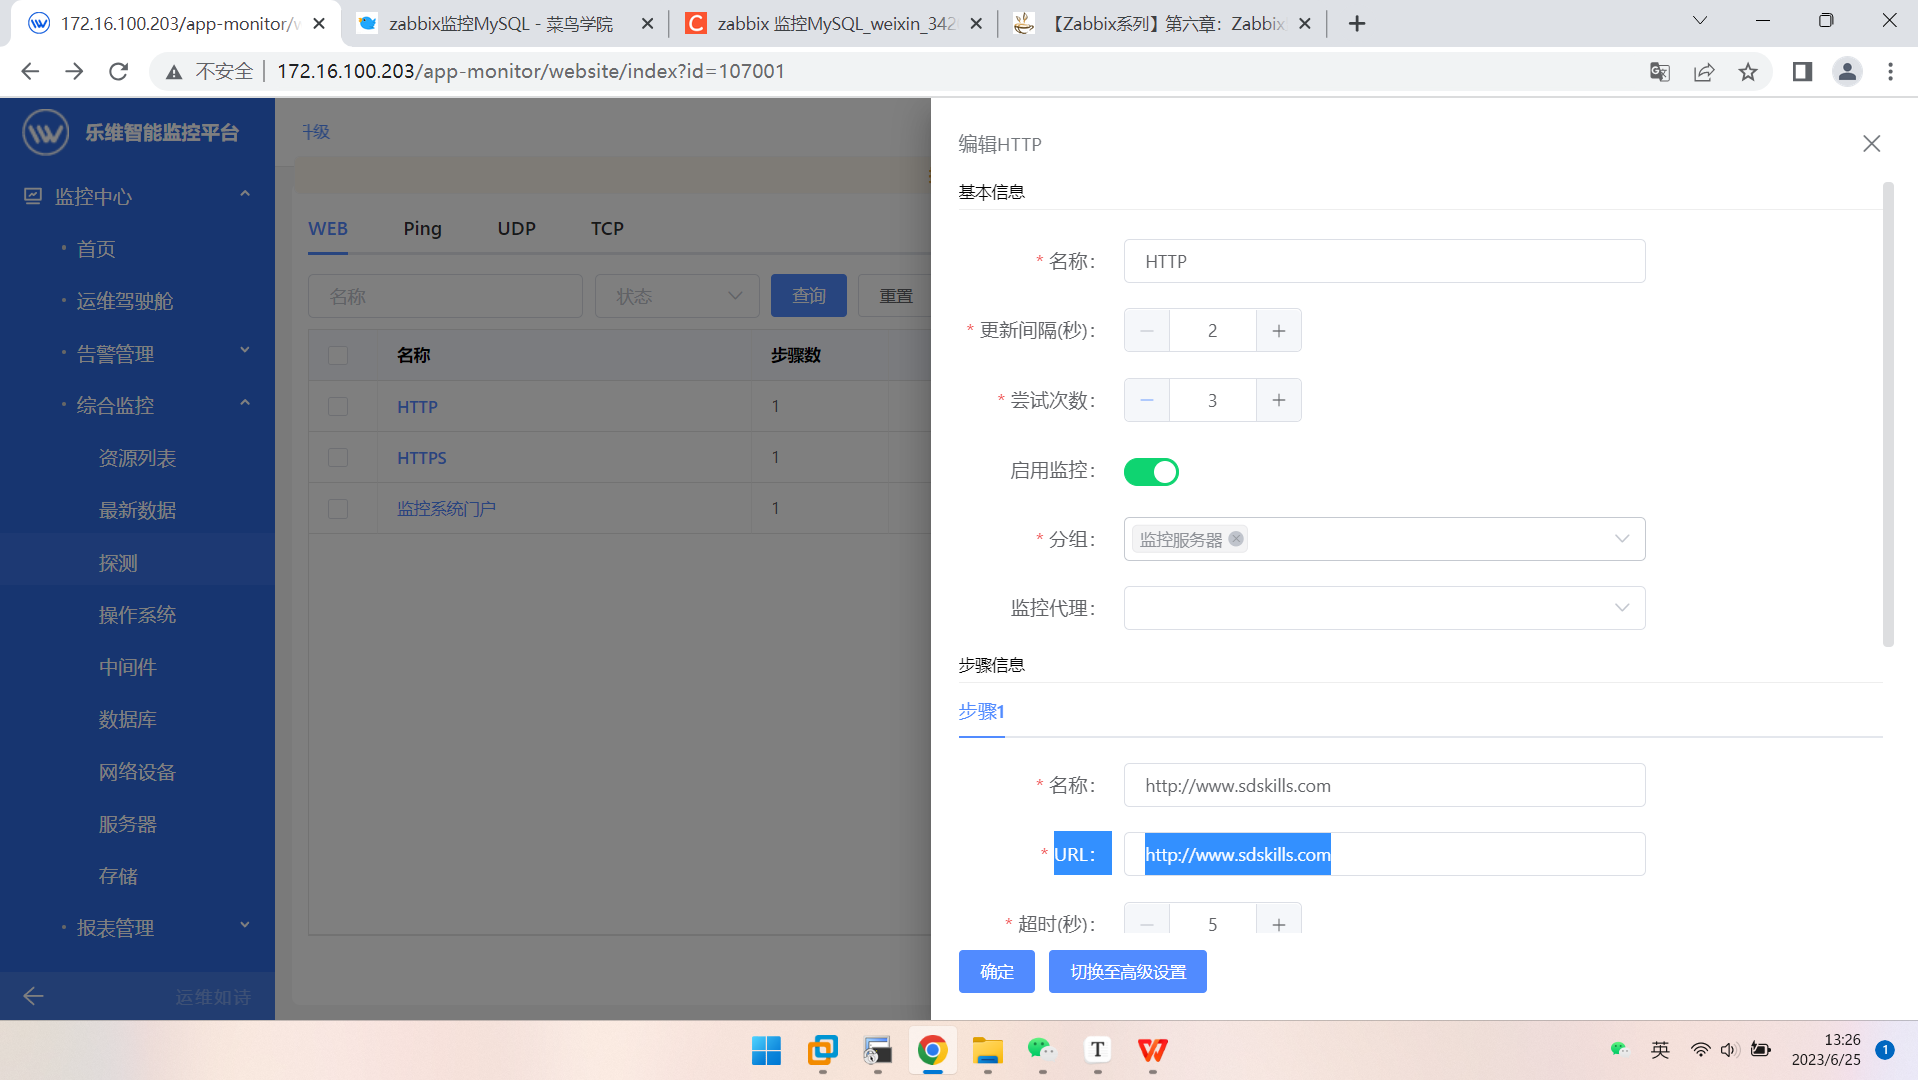 172.16.100.203/app-monitor/w
zabbix监控MySQL - 菜鸟学院
zabbix 监控MySQL_weixin_342
【Zabbix系列】第六章：Zabbix
不安全
172.16.100.203/app-monitor/website/index?id=107001
乐维智能监控平台
监控中心
首页
运维驾驶舱
告警管理
综合监控
资源列表
最新数据
探测
操作系统
中间件
数据库
网络设备
服务器
存储
报表管理
运维如诗
级
WEB
Ping
UDP
TCP
名称
状态
查询
重置
名称
步骤数
HTTP
1
HTTPS
1
监控系统门户
1
编辑HTTP
基本信息
* 名称：
HTTP
* 更新间隔(秒)：
2
* 尝试次数：
3
启用监控：
* 分组：
监控服务器
监控代理：
步骤信息
步骤1
* 名称：
http://www.sdskills.com
* URL：
http://www.sdskills.com
* 超时(秒)：
5
确定
切换至高级设置
英
13:26
2023/6/25
1